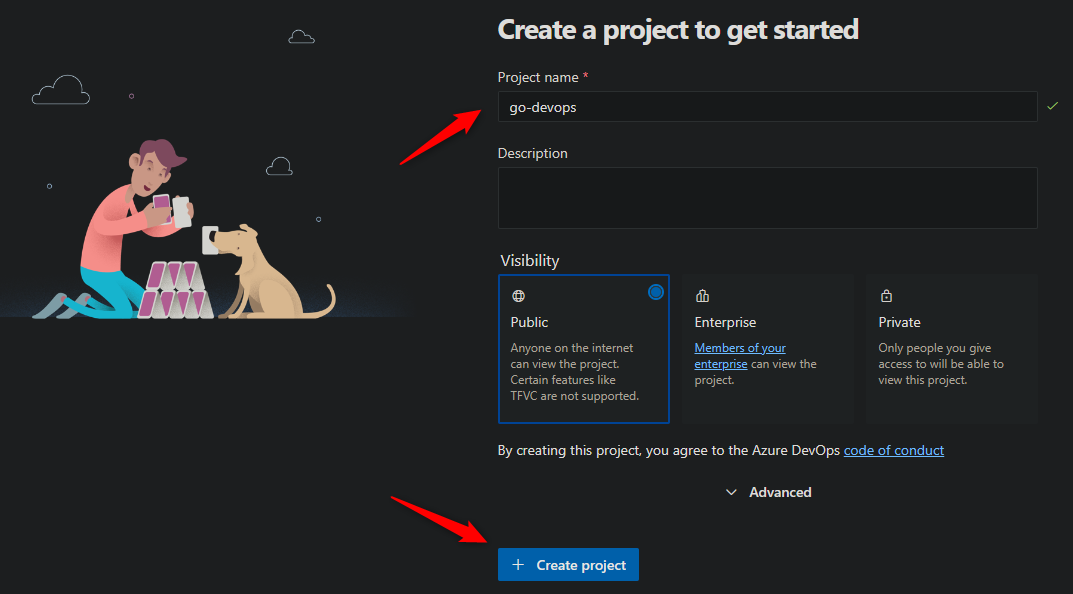 Create a project to get started
Project name *
go-devops
Description
Visibility
Public
Anyone on the internet
can view the project.
Certain features like
TFVC are not supported.
Enterprise
Members of your
enterprise can view the
project.
Private
Only people you give
access to will be able to
view this project.
By creating this project, you agree to the Azure DevOps code of conduct
Advanced
+ Create project